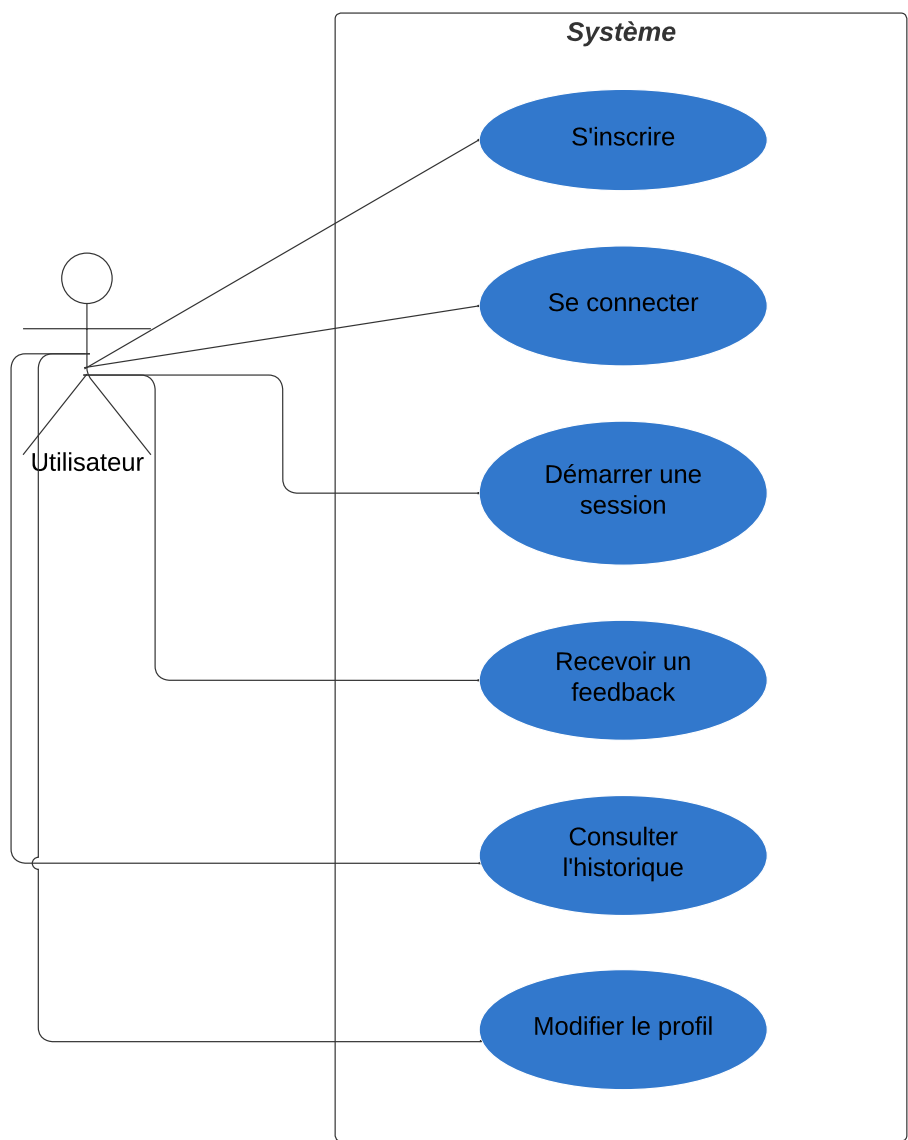 Système
S'inscrire
Se connecter
Démarrer une
session
Utilisateur
Recevoir un
feedback
Consulter
l'historique
Modifier le profil